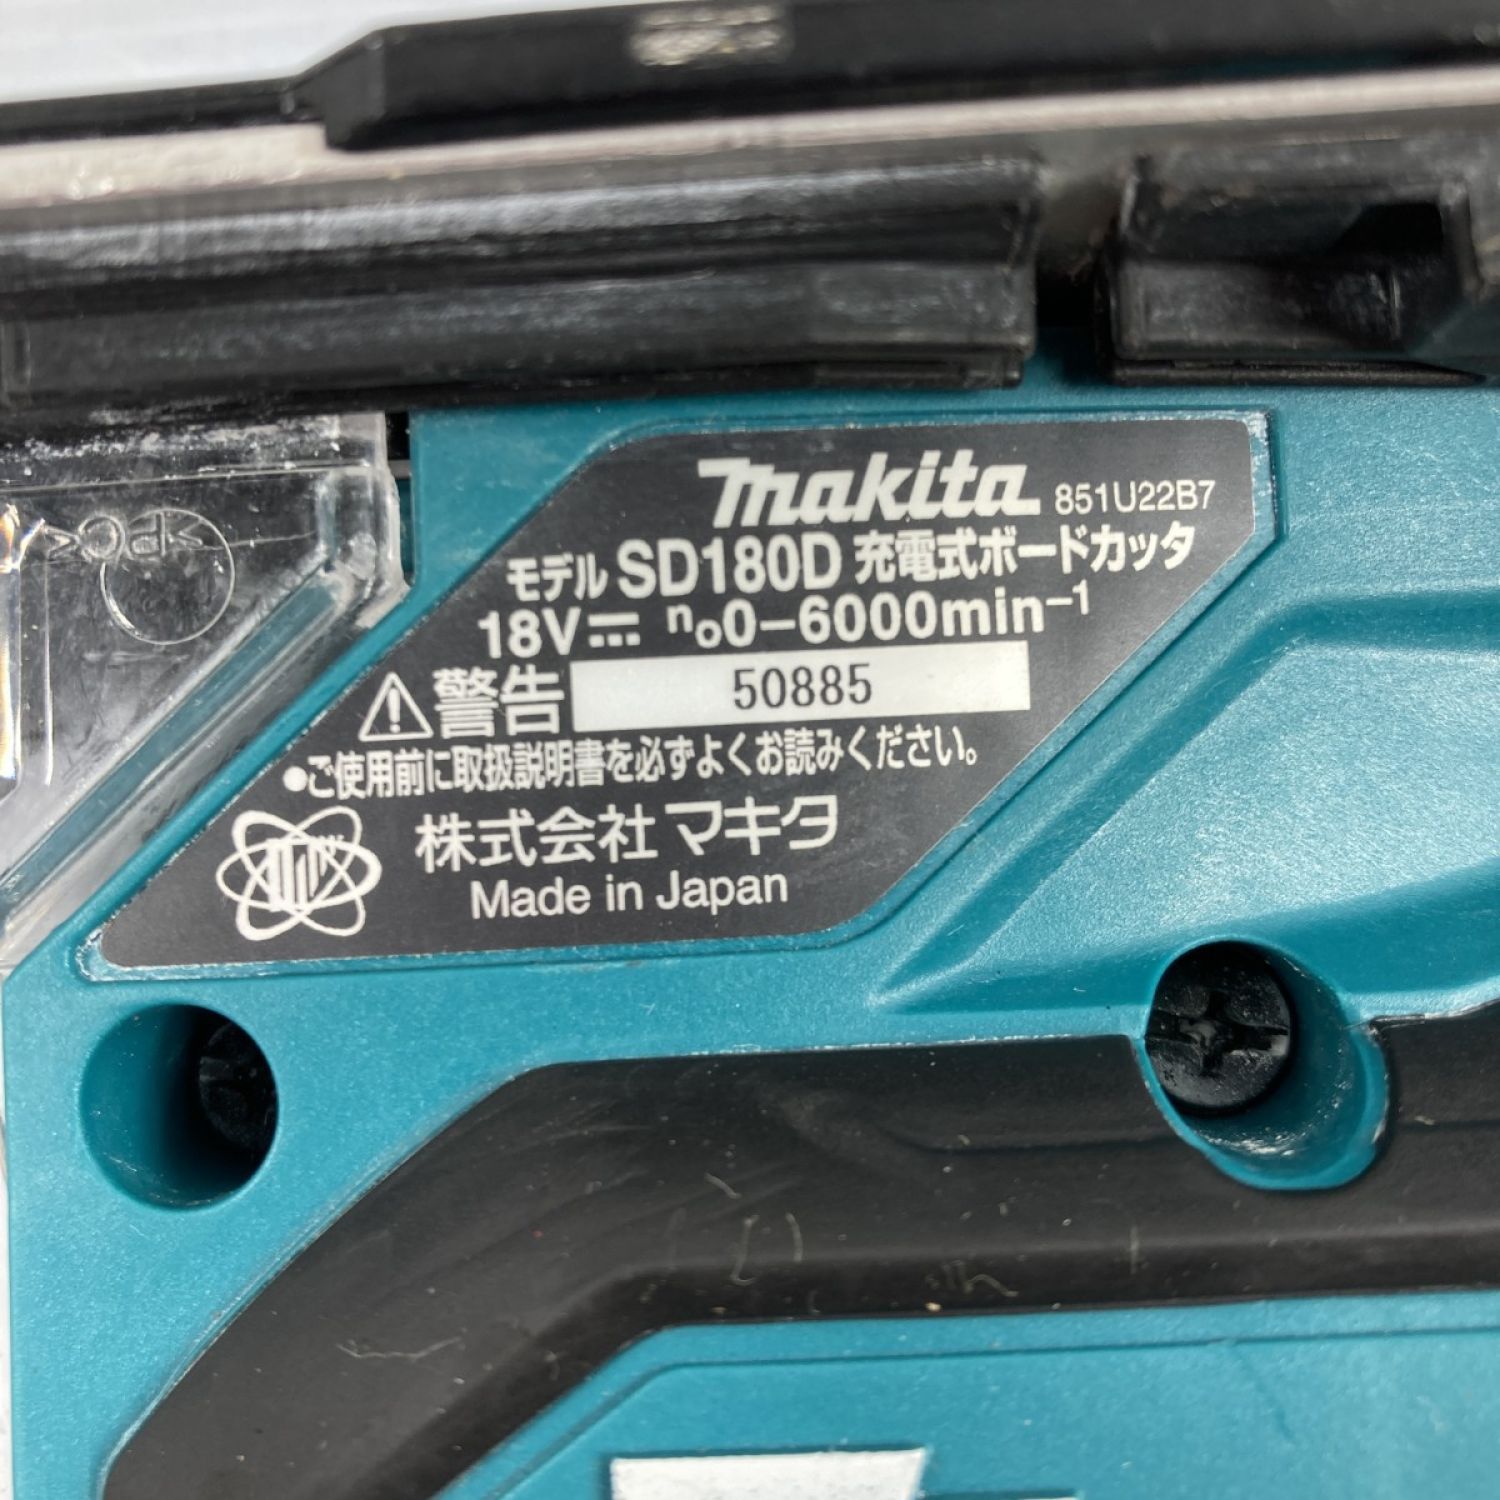 makita 851U22B7
モデル SD180D 充電式ボードカッタ
18V⎓ no0-6000min-1
⚠警告 50885
●ご使用前に取扱説明書を必ずよくお読みください。
株式会社 マキタ
Made in Japan
>PC<